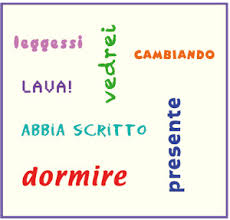 leggessi
vedrei
CAMBIANDO
LAVA!
ABBIA SCRITTO
presente
dormire